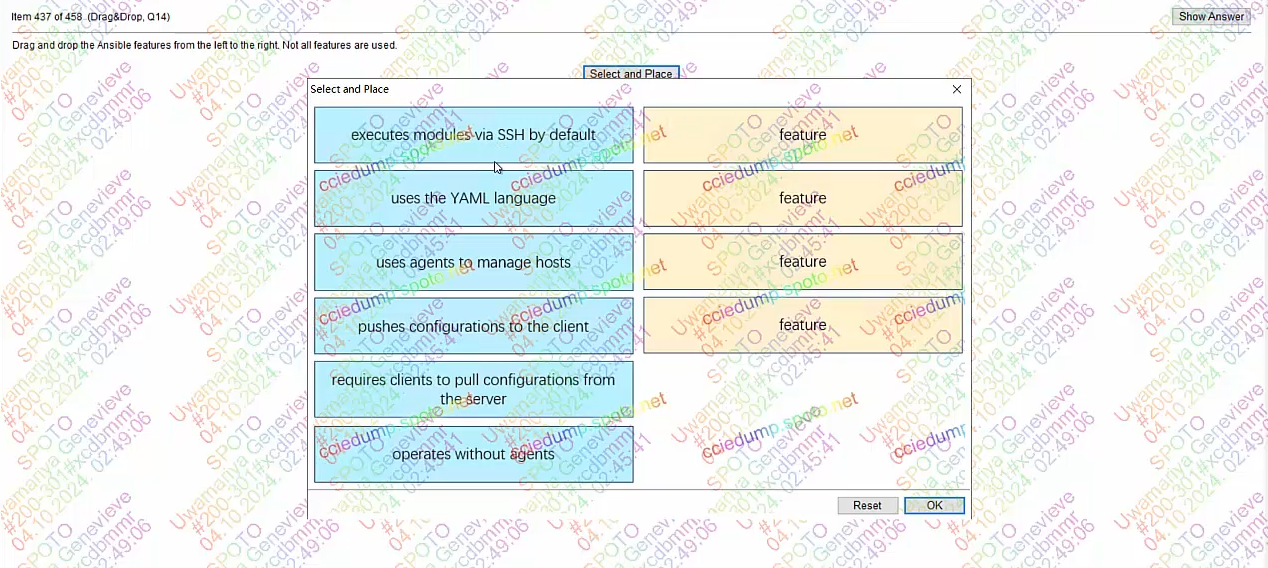 Item 437 of 458 (Drag&Drop, Q14)
Show Answer
Drag and drop the Ansible features from the left to the right. Not all features are used.
Select and Place
Select and Place
executes modules via SSH by default
feature
uses the YAML language
feature
uses agents to manage hosts
feature
pushes configurations to the client
feature
requires clients to pull configurations from
the server
operates without agents
Reset
OK
cciedump.spoto.net
SPOTO Genevieve
Uwamariya
#200-301#xcdbmmr
04.10.2024. 02:49:06
02:45:41